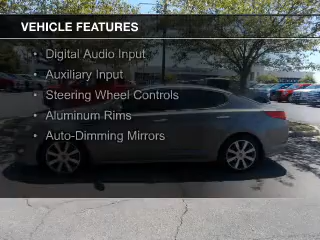 VEHICLE FEATURES
• Digital Audio Input
• Auxiliary Input
• Steering Wheel Controls
• Aluminum Rims
• Auto-Dimming Mirrors